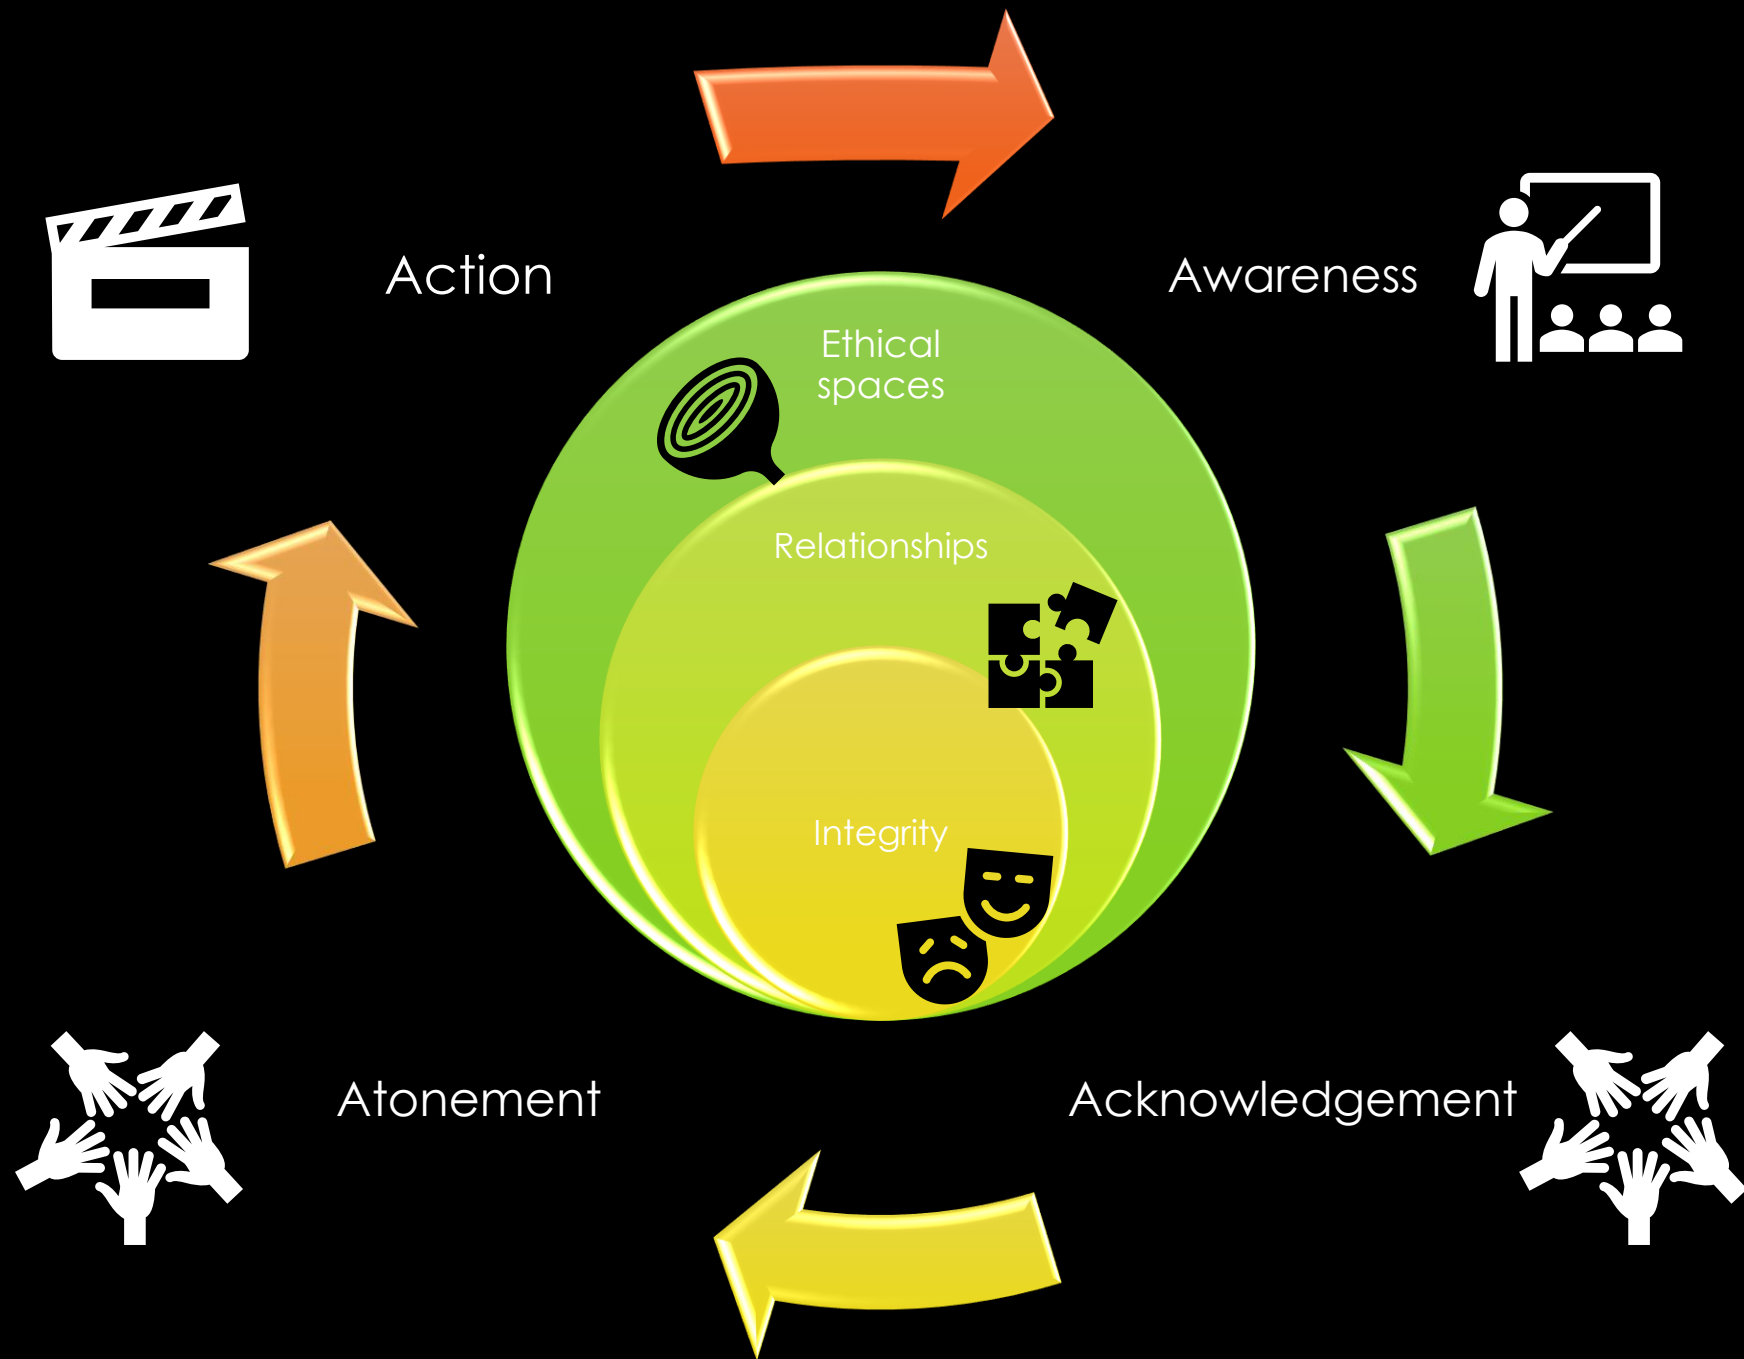 Action
Awareness
Ethical
spaces
Relationships
Integrity
Atonement
Acknowledgement